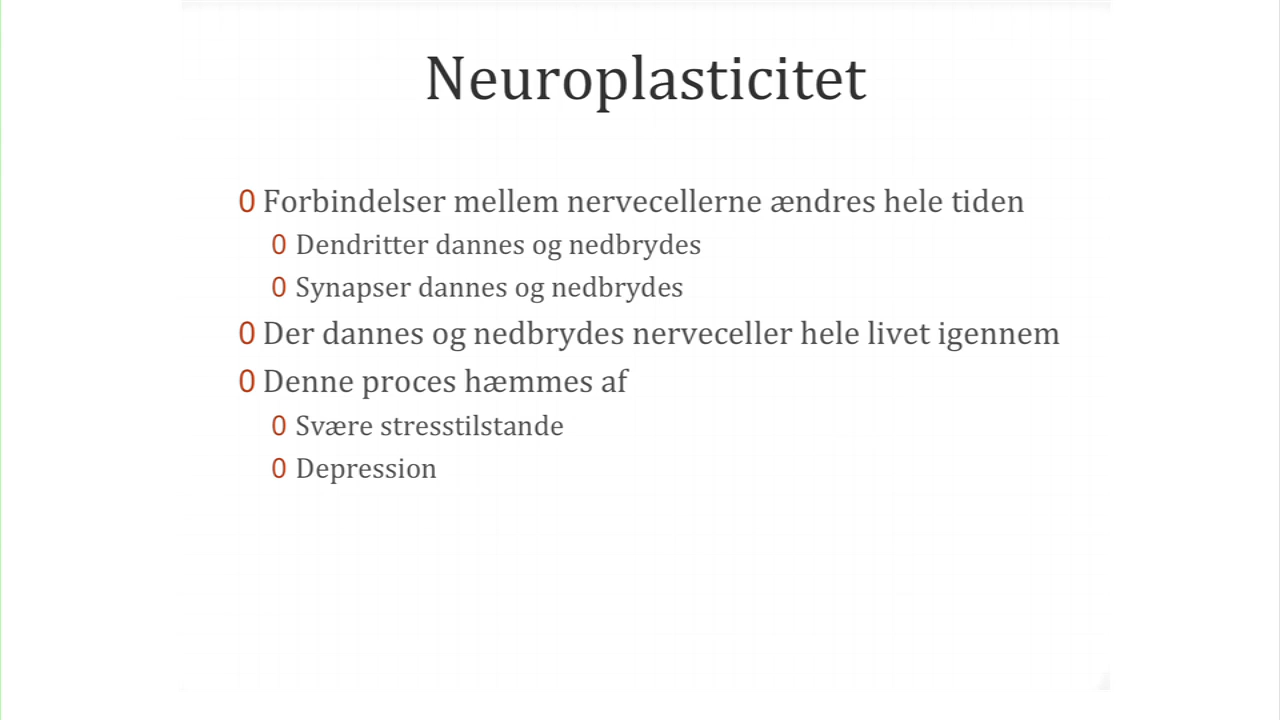 Neuroplasticitet
0 Forbindelser mellem nervecellerne ændres hele tiden
0 Dendritter dannes og nedbrydes
0 Synapser dannes og nedbrydes
0 Der dannes og nedbrydes nerveceller hele livet igennem
0 Denne proces hæmmes af
0 Svære stresstilstande
0 Depression